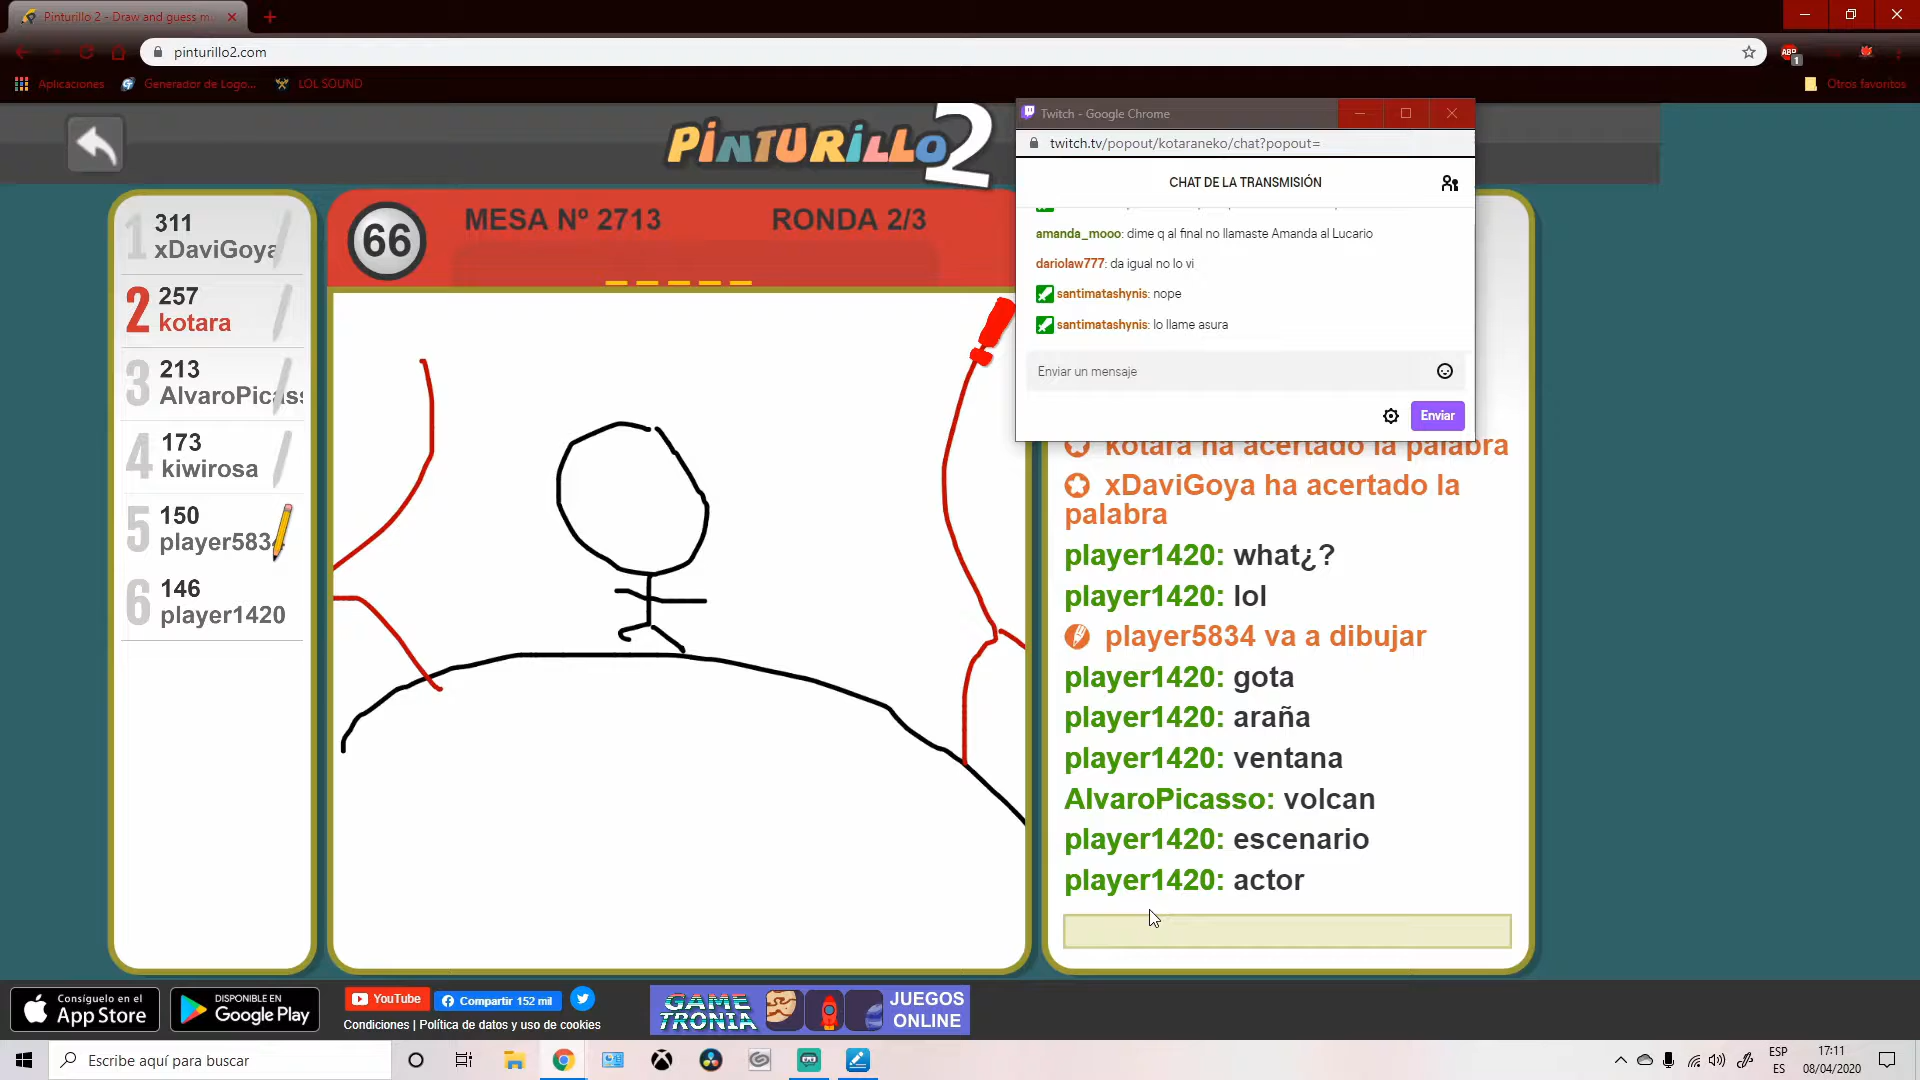 Pinturillo 2 - Draw and guess m
pinturillo2.com
ABP
1
Aplicaciones
Generador de Logo...
LOL SOUND
Otros favoritos
PiNTURiLLo2
Twitch - Google Chrome
twitch.tv/popout/kotaraneko/chat?popout=
CHAT DE LA TRANSMISIÓN
amanda_mooo: dime q al final no llamaste Amanda al Lucario
dariolaw777: da igual no lo vi
santimatashynis: nope
santimatashynis: lo llame asura
Enviar un mensaje
Enviar
1
311
xDaviGoya
2
257
kotara
3
213
AlvaroPicass
4
173
kiwirosa
5
150
player5834
6
146
player1420
66
MESA Nº 2713
RONDA 2/3
kotara ha acertado la palabra
xDaviGoya ha acertado la
palabra
player1420: what¿?
player1420: lol
player5834 va a dibujar
player1420: gota
player1420: araña
player1420: ventana
AlvaroPicasso: volcan
player1420: escenario
player1420: actor
Consíguelo en el
App Store
DISPONIBLE EN
Google Play
YouTube
Compartir 152 mil
Condiciones | Política de datos y uso de cookies
GAME
TRONIA
JUEGOS
ONLINE
Escribe aquí para buscar
ESP
ES
17:11
08/04/2020